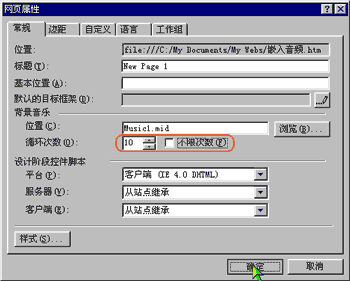 网页属性
常规 边距 自定义 语言 工作组
位置: file:///C:/My Documents/My Webs/嵌入音频.htm
标题(T): New Page 1
基本位置(A):
默认的目标框架(D):
背景音乐
位置(C): Music1.mid 浏览(B)...
循环次数(O): 10 不限次数(F)
设计阶段控件脚本
平台(F): 客户端 (IE 4.0 DHTML)
服务器(V): 从站点继承
客户端(E): 从站点继承
样式(S)...
确定 取消